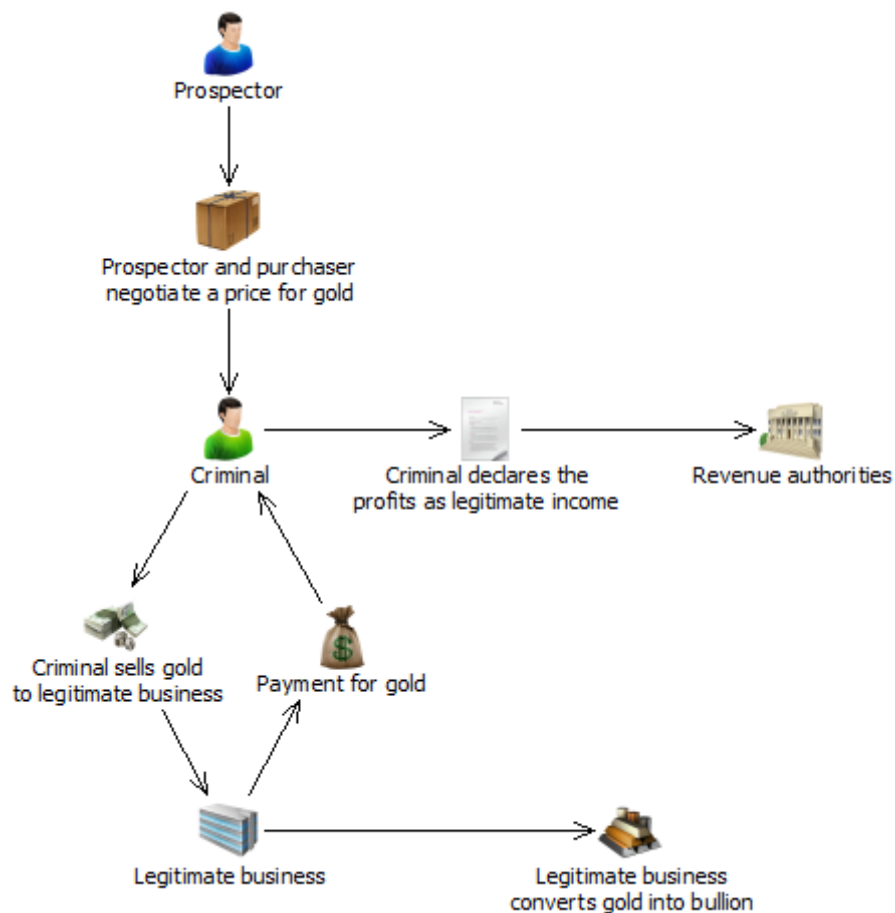 Prospector
Prospector and purchaser
negotiate a price for gold
Criminal
Criminal declares the
profits as legitimate income
Revenue authorities
Criminal sells gold
to legitimate business
Payment for gold
Legitimate business
Legitimate business
converts gold into bullion